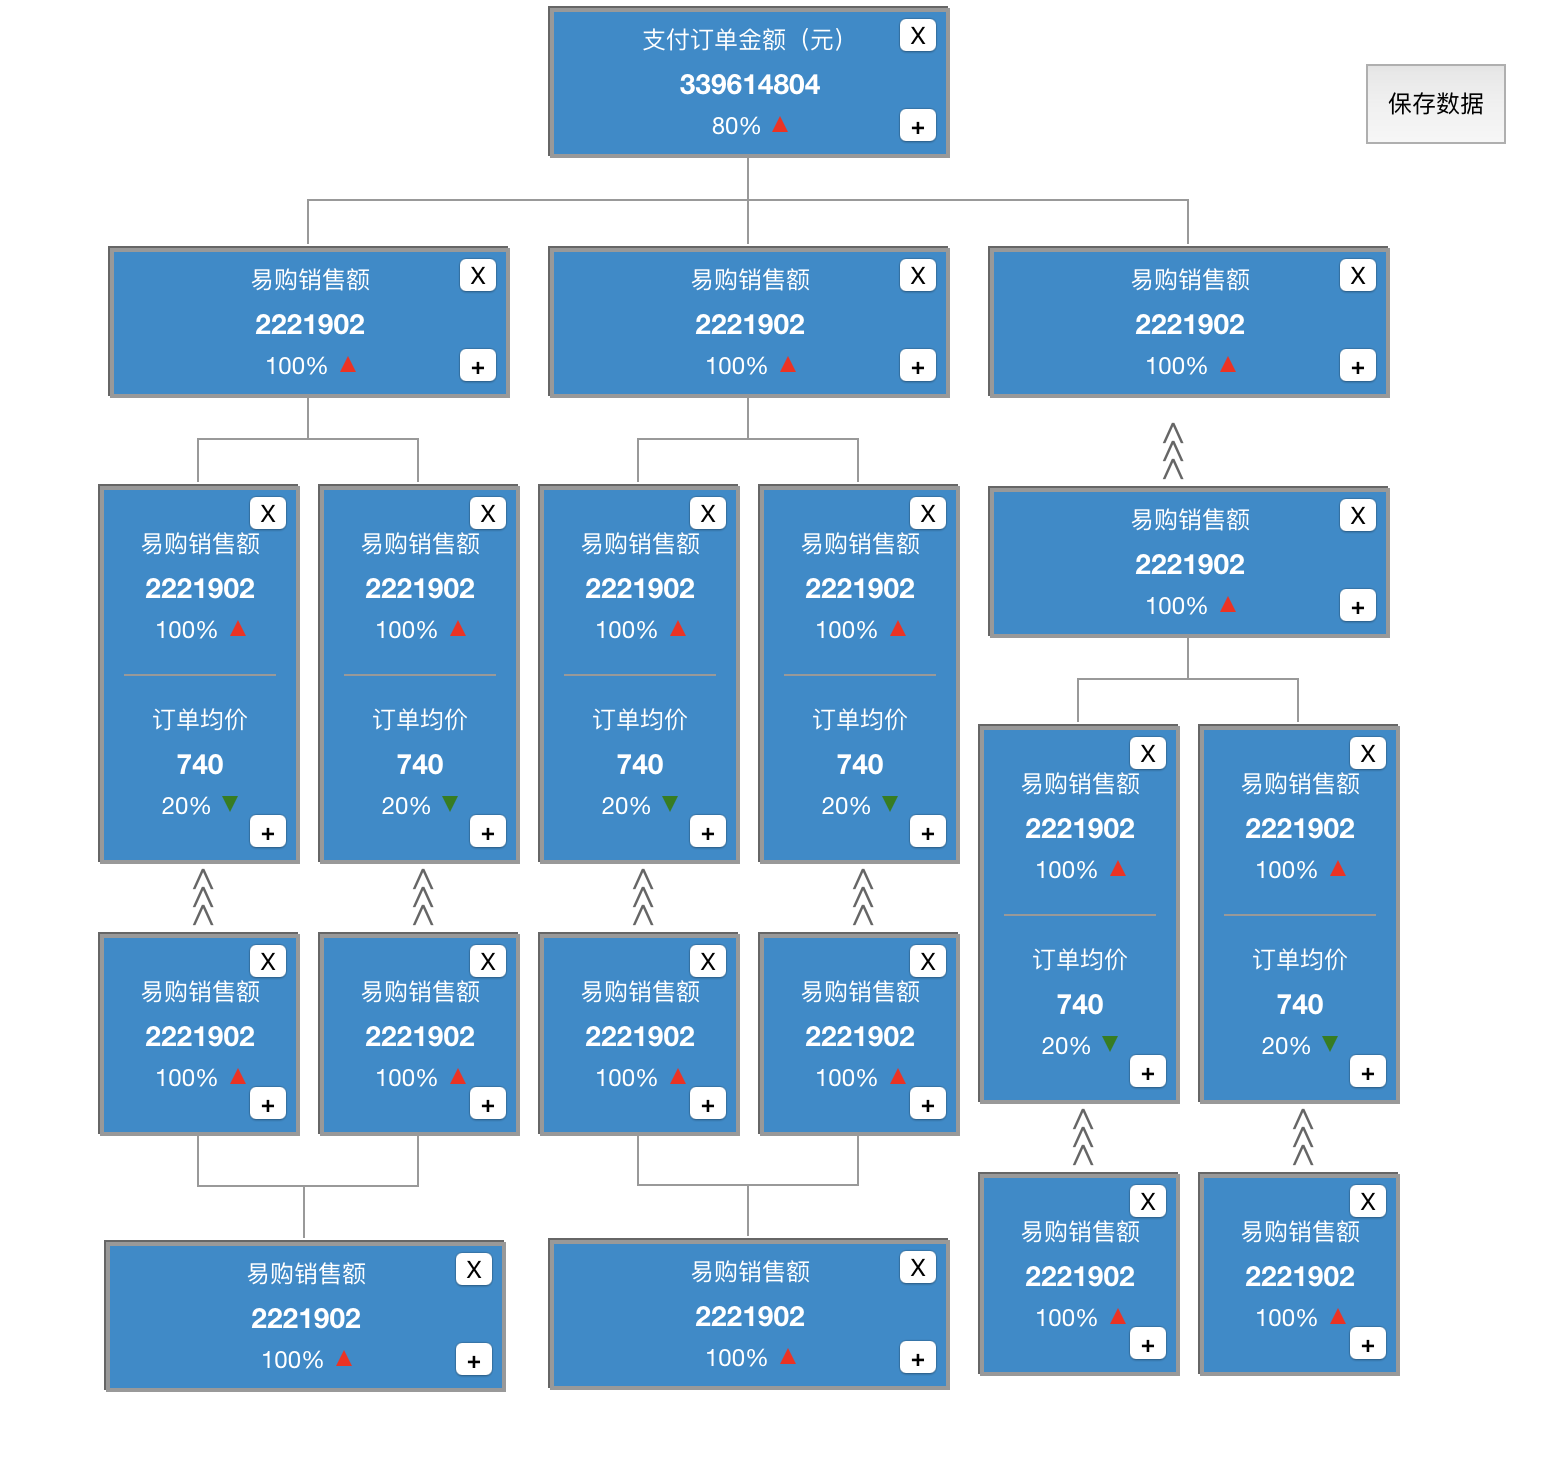 支付订单金额（元）
X
339614804
80% ▲
+
保存数据
易购销售额
X
2221902
100% ▲
+
易购销售额
X
2221902
100% ▲
+
易购销售额
X
2221902
100% ▲
+
X
易购销售额
2221902
100% ▲
订单均价
740
20% ▼
+
X
易购销售额
2221902
100% ▲
订单均价
740
20% ▼
+
X
易购销售额
2221902
100% ▲
订单均价
740
20% ▼
+
X
易购销售额
2221902
100% ▲
订单均价
740
20% ▼
+
易购销售额
X
2221902
100% ▲
+
X
易购销售额
2221902
100% ▲
订单均价
740
20% ▼
+
X
易购销售额
2221902
100% ▲
订单均价
740
20% ▼
+
X
易购销售额
2221902
100% ▲
+
X
易购销售额
2221902
100% ▲
+
X
易购销售额
2221902
100% ▲
+
X
易购销售额
2221902
100% ▲
+
X
易购销售额
2221902
100% ▲
+
X
易购销售额
2221902
100% ▲
+
易购销售额
X
2221902
100% ▲
+
易购销售额
X
2221902
100% ▲
+